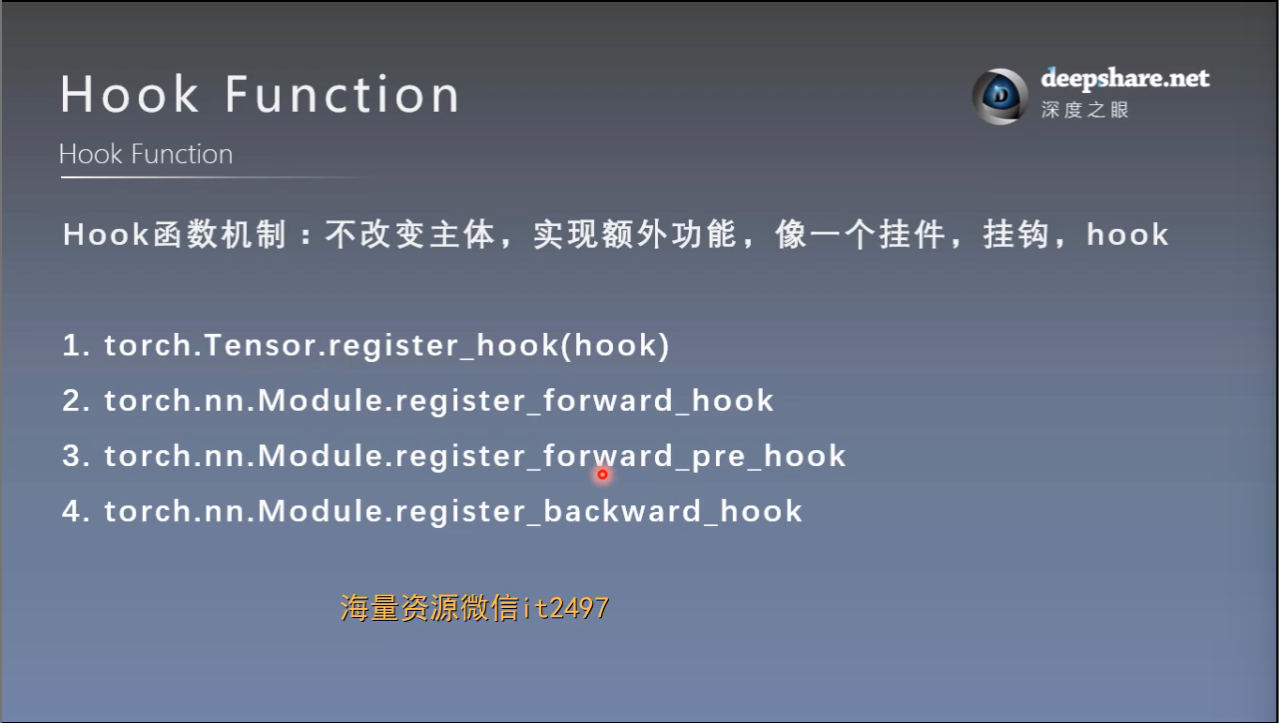 Hook Function
deepshare.net
深度之眼
Hook Function
Hook函数机制：不改变主体，实现额外功能，像一个挂件，挂钩，hook
1. torch.Tensor.register_hook(hook)
2. torch.nn.Module.register_forward_hook
3. torch.nn.Module.register_forward_pre_hook
4. torch.nn.Module.register_backward_hook
海量资源微信it2497